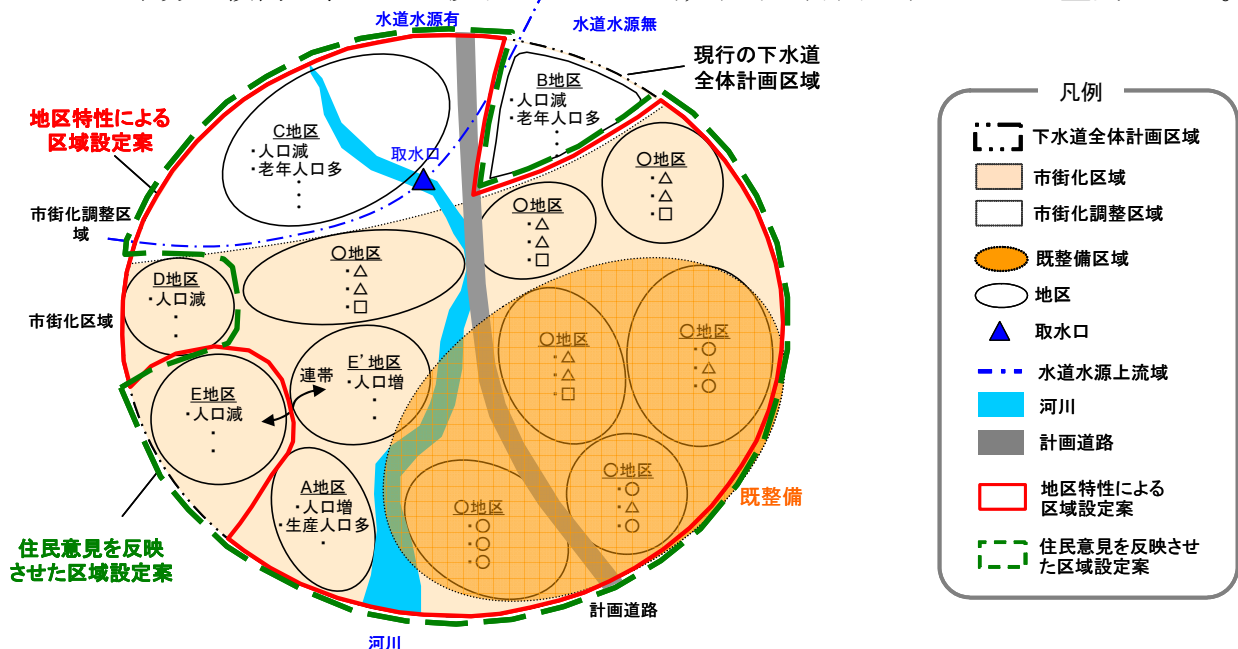 水道水源有
水道水源無
現行の下水道
全体計画区域
地区特性による
区域設定案
B地区
・人口減
・老年人口多
・
・
C地区
・人口減
・老年人口多
・
・
・
取水口
市街化調整区
域
〇地区
・△
・△
・□
〇地区
・△
・△
・□
〇地区
・△
・△
・□
D地区
・人口減
・
・
市街化区域
E'地区
・人口増
・
・
連帯
E地区
・人口減
・
・
〇地区
・△
・△
・□
〇地区
・〇
・△
・〇
A地区
・人口増
・生産人口多
・
〇地区
・〇
・〇
・〇
〇地区
・〇
・△
・〇
既整備
住民意見を反映
させた区域設定案
計画道路
河川
凡例
下水道全体計画区域
市街化区域
市街化調整区域
既整備区域
地区
取水口
水道水源上流域
河川
計画道路
地区特性による
区域設定案
住民意見を反映させ
た区域設定案